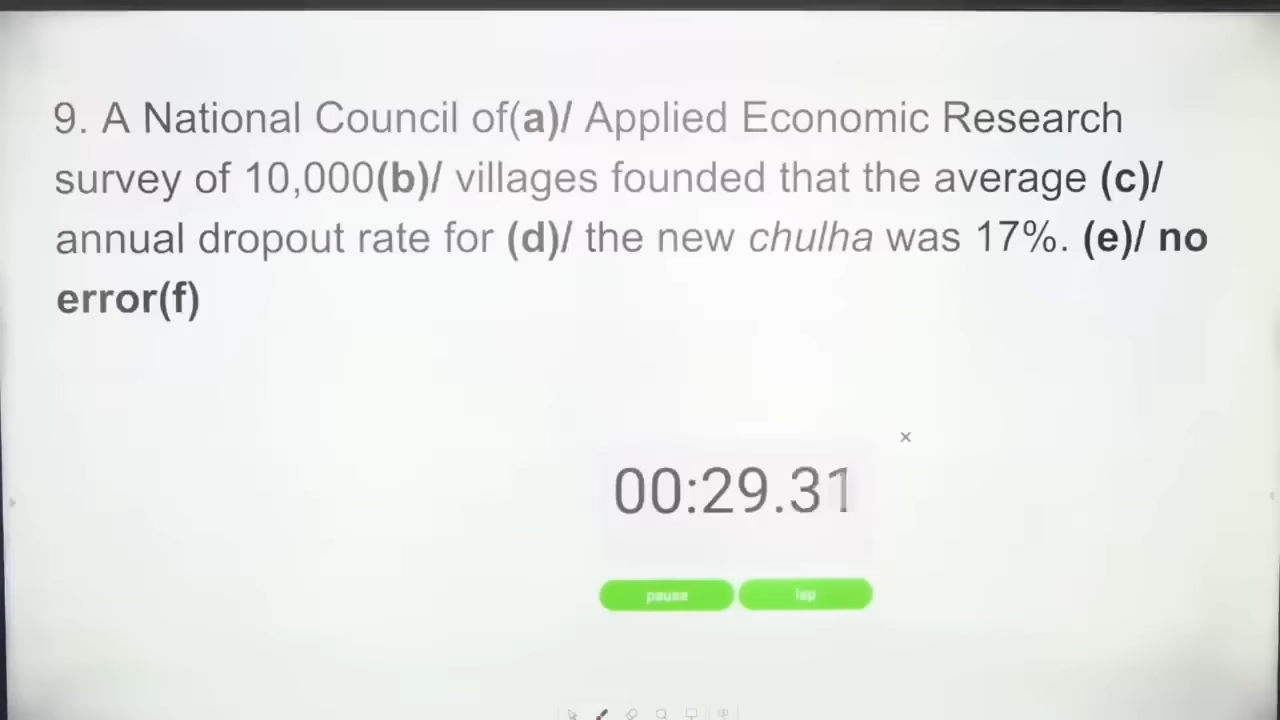 9. A National Council of(a)/ Applied Economic Research
survey of 10,000(b)/ villages founded that the average (c)/
annual dropout rate for (d)/ the new chulha was 17%. (e)/ no
error(f)
×
00:29.31
pause
lap